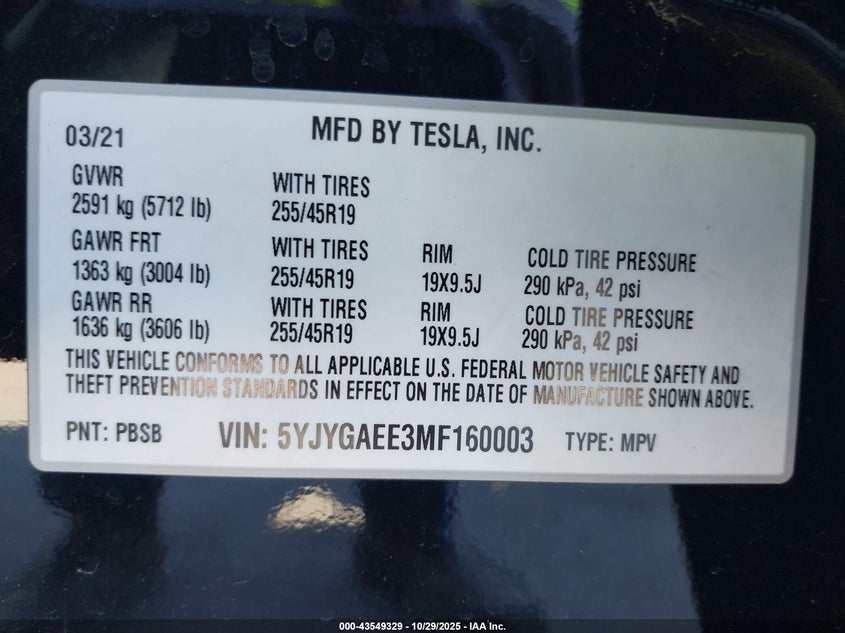 03/21 MFD BY TESLA, INC.
GVWR WITH TIRES
2591 kg (5712 lb) 255/45R19
GAWR FRT WITH TIRES RIM COLD TIRE PRESSURE
1363 kg (3004 lb) 255/45R19 19X9.5J 290 kPa, 42 psi
GAWR RR WITH TIRES RIM COLD TIRE PRESSURE
1636 kg (3606 lb) 255/45R19 19X9.5J 290 kPa, 42 psi
THIS VEHICLE CONFORMS TO ALL APPLICABLE U.S. FEDERAL MOTOR VEHICLE SAFETY AND
THEFT PREVENTION STANDARDS IN EFFECT ON THE DATE OF MANUFACTURE SHOWN ABOVE.
PNT: PBSB VIN: 5YJYGAEE3MF160003 TYPE: MPV
000-43549329 - 10/29/2025 - IAA Inc.